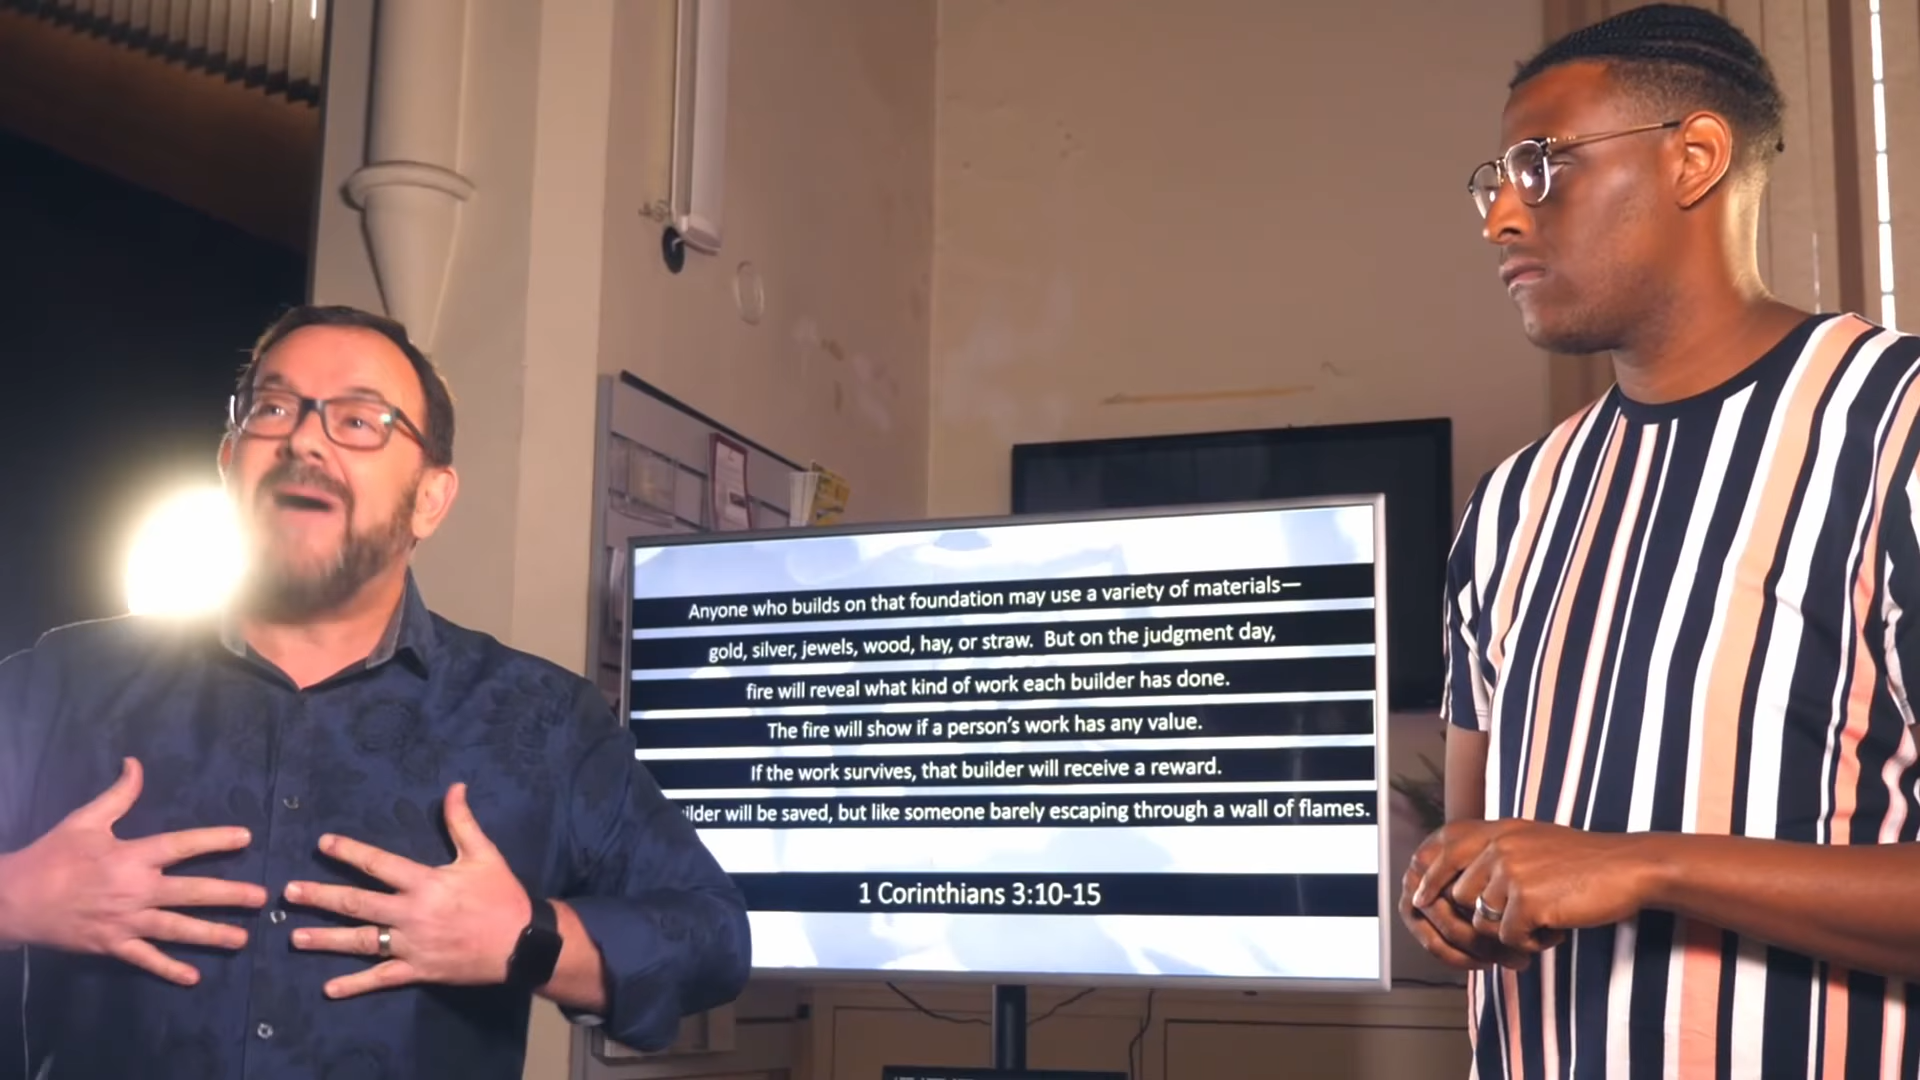 Anyone who builds on that foundation may use a variety of materials—
gold, silver, jewels, wood, hay, or straw. But on the judgment day,
fire will reveal what kind of work each builder has done.
The fire will show if a person's work has any value.
If the work survives, that builder will receive a reward.
will be saved, but like someone barely escaping through a wall of flames.
1 Corinthians 3:10-15